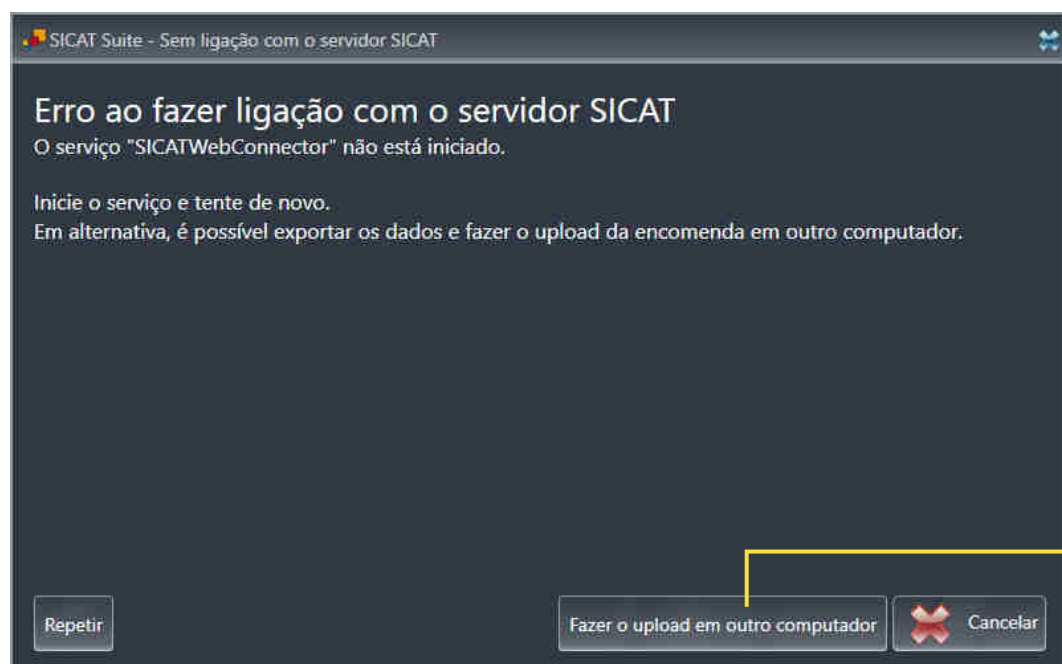 SICAT Suite - Sem ligação com o servidor SICAT
Erro ao fazer ligação com o servidor SICAT
O serviço "SICATWebConnector" não está iniciado.
Inicie o serviço e tente de novo.
Em alternativa, é possível exportar os dados e fazer o upload da encomenda em outro computador.
Repetir
Fazer o upload em outro computador
Cancelar